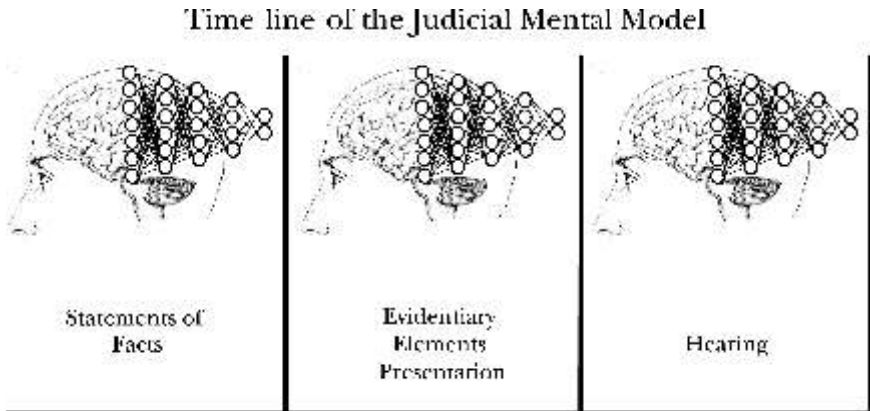 Time line of the Judicial Mental Model
Statements of
Facts
Evidentiary
Elements
Presentation
Hearing